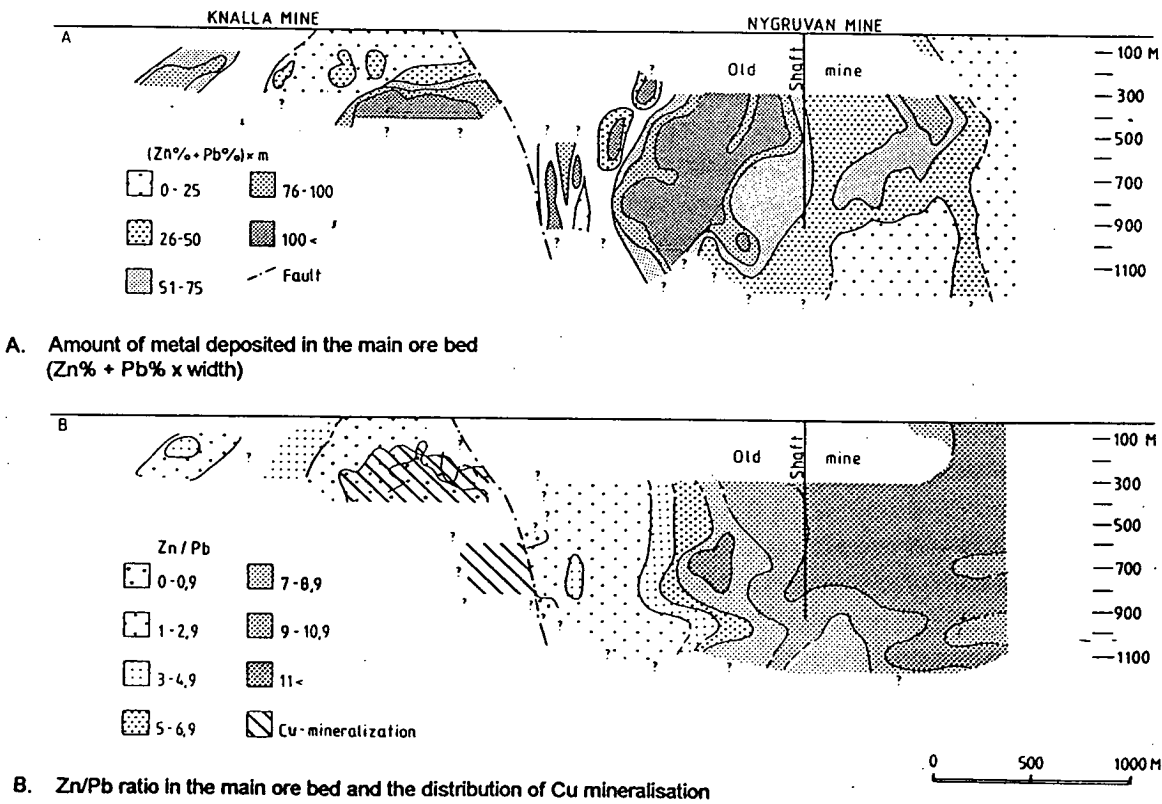 KNALLA MINE
NYGRUVAN MINE
A
100 M
Old
Shaft
mine
300
500
700
900
1100
(Zn% + Pb%) × m
0 - 25
76-100
26-50
100 <
51-75
Fault
? ? ? ? ? ? ? ? ? ? ? ? ? ?
A. Amount of metal deposited in the main ore bed
(Zn% + Pb% x width)
B
100 M
Old
Shaft
mine
300
500
700
900
1100
Zn / Pb
0 - 0,9
7 - 8,9
1 - 2,9
9 - 10,9
3 - 4,9
11 <
5 - 6,9
Cu - mineralization
? ? ? ? ? ? ? ? ? ? ? ? ? ?
0 500 1000 M
B. Zn/Pb ratio in the main ore bed and the distribution of Cu mineralisation